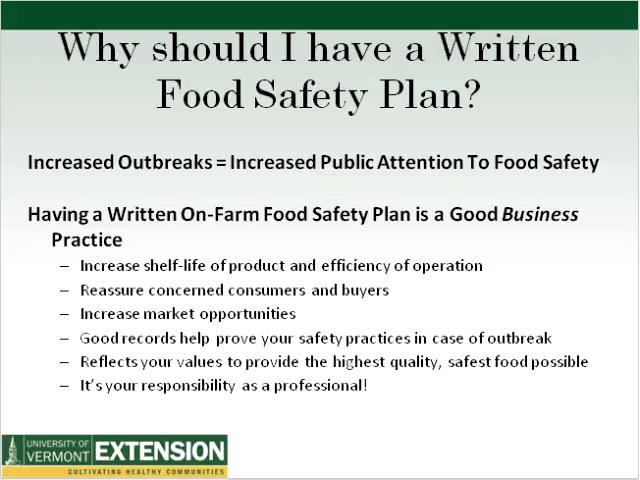 Why should I have a Written
Food Safety Plan?
Increased Outbreaks = Increased Public Attention To Food Safety
Having a Written On-Farm Food Safety Plan is a Good Business
Practice
– Increase shelf-life of product and efficiency of operation
– Reassure concerned consumers and buyers
– Increase market opportunities
– Good records help prove your safety practices in case of outbreak
– Reflects your values to provide the highest quality, safest food possible
– It's your responsibility as a professional!
UNIVERSITY OF
VERMONT EXTENSION
CULTIVATING HEALTHY COMMUNITIES